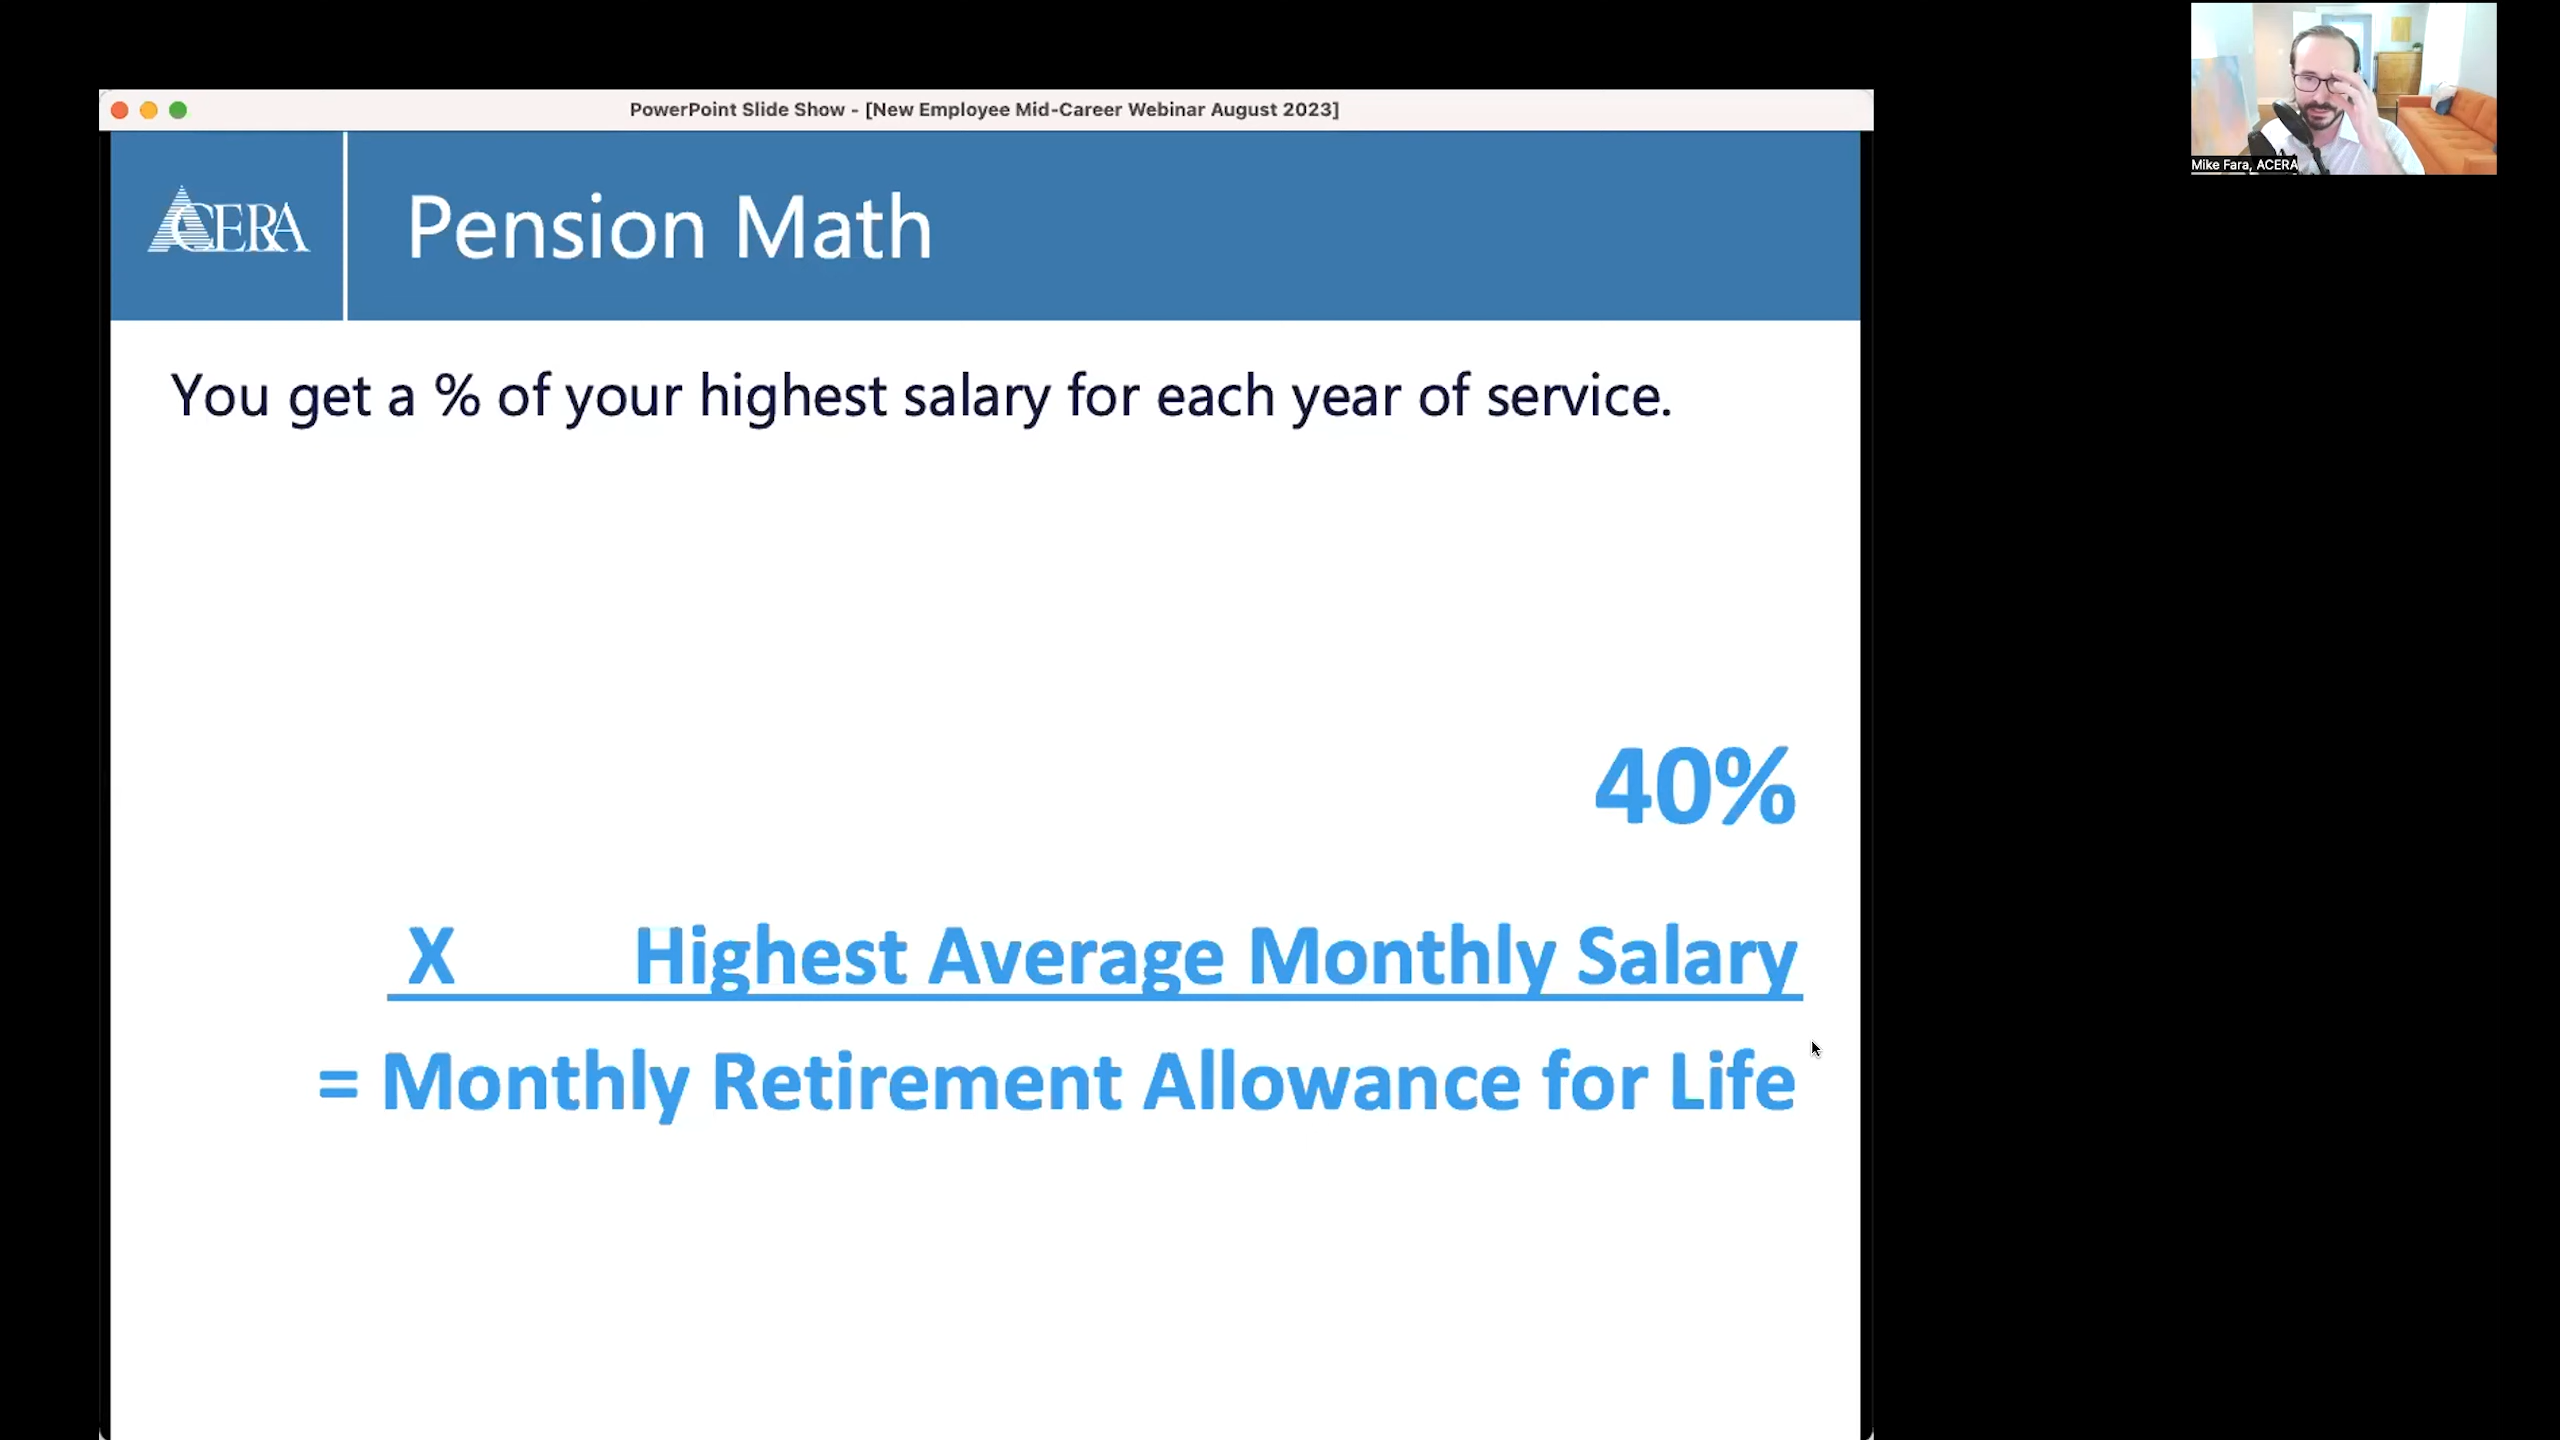 PowerPoint Slide Show - [New Employee Mid-Career Webinar August 2023]
Mike Fara, ACERA
ACERA
Pension Math
You get a % of your highest salary for each year of service.
40%
X Highest Average Monthly Salary
= Monthly Retirement Allowance for Life